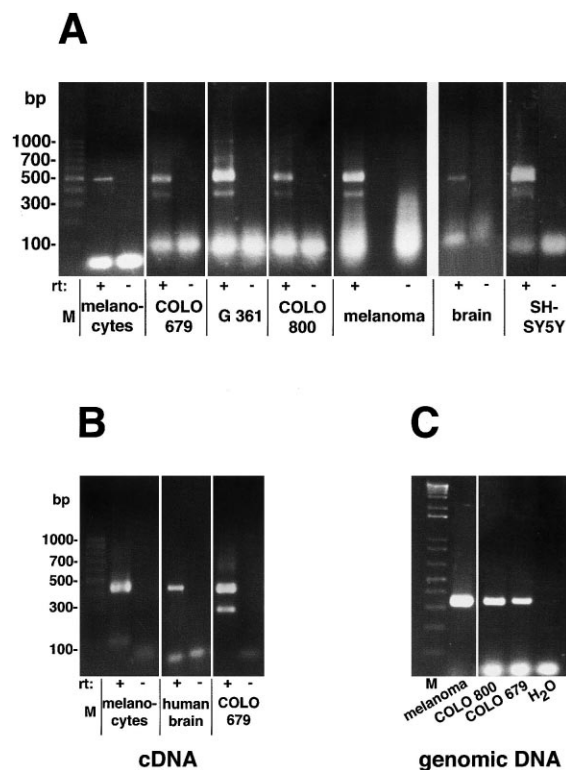 A
bp
1000-
700-
500-
300-
100-
rt: + - + - + - + - + - + - + -
M melano-cytes COLO 679 G 361 COLO 800 melanoma brain SH-SY5Y
B
bp
1000-
700-
500-
300-
100-
rt: + - + - + -
M melano-cytes human brain COLO 679
cDNA
C
M melanoma COLO 800 COLO 679 H₂O
genomic DNA